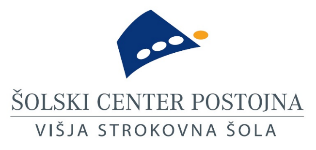 ŠOLSKI CENTER POSTOJNA
VIŠJA STROKOVNA ŠOLA